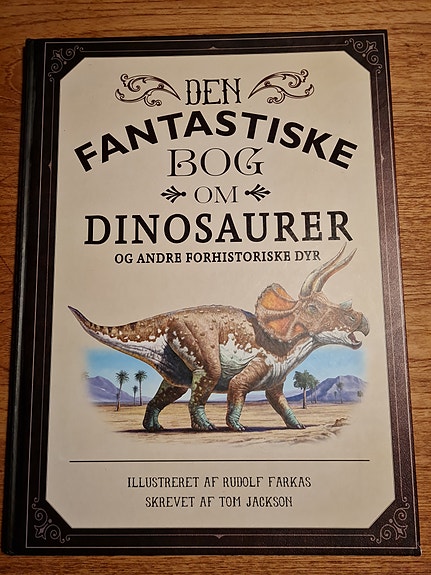 DEN
FANTASTISKE
BOG
OM
DINOSAURER
OG ANDRE FORHISTORISKE DYR
ILLUSTRERET AF RUDOLF FARKAS
SKREVET AF TOM JACKSON